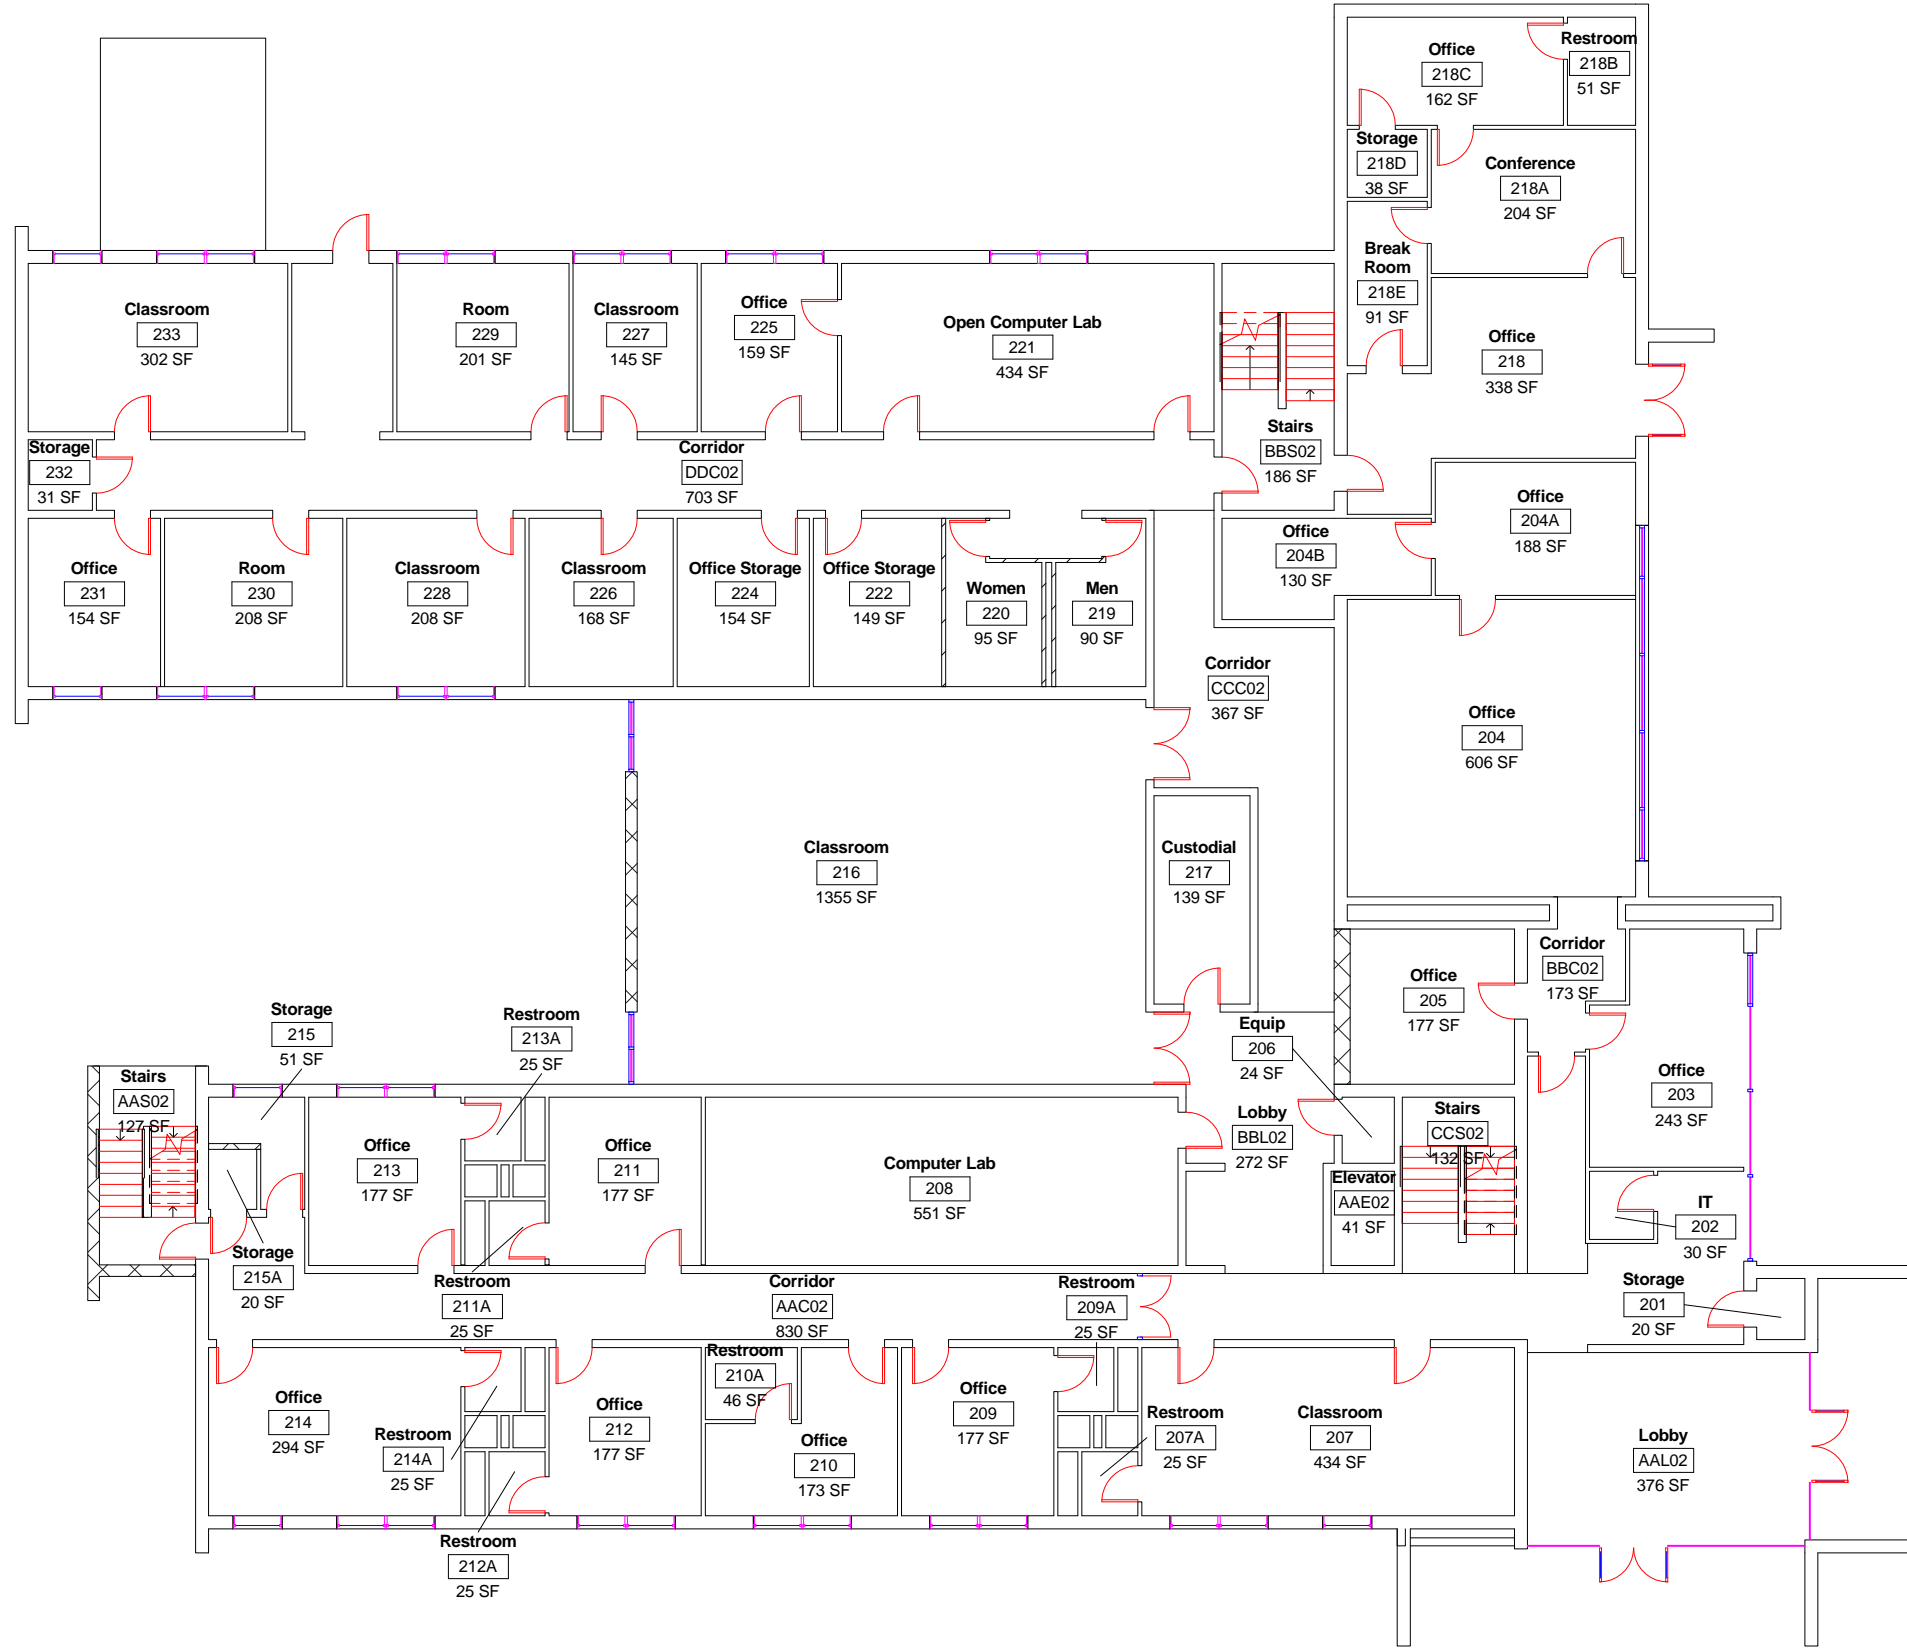 Office
218C
162 SF
Restroom
218B
51 SF
Storage
218D
38 SF
Conference
218A
204 SF
Break
Room
218E
91 SF
Classroom
233
302 SF
Room
229
201 SF
Classroom
227
145 SF
Office
225
159 SF
Open Computer Lab
221
434 SF
Office
218
338 SF
Stairs
BBS02
186 SF
Storage
232
31 SF
Corridor
DDC02
703 SF
Office
204A
188 SF
Office
204B
130 SF
Office
231
154 SF
Room
230
208 SF
Classroom
228
208 SF
Classroom
226
168 SF
Office Storage
224
154 SF
Office Storage
222
149 SF
Women
220
95 SF
Men
219
90 SF
Corridor
CCC02
367 SF
Office
204
606 SF
Classroom
216
1355 SF
Custodial
217
139 SF
Corridor
BBC02
173 SF
Office
205
177 SF
Storage
215
51 SF
Restroom
213A
25 SF
Equip
206
24 SF
Office
203
243 SF
Stairs
AAS02
127 SF
Office
213
177 SF
Office
211
177 SF
Computer Lab
208
551 SF
Lobby
BBL02
272 SF
Stairs
CCS02
132 SF
Elevator
AAE02
41 SF
IT
202
30 SF
Storage
215A
20 SF
Restroom
211A
25 SF
Corridor
AAC02
830 SF
Restroom
209A
25 SF
Storage
201
20 SF
Office
214
294 SF
Restroom
214A
25 SF
Office
212
177 SF
Restroom
210A
46 SF
Office
210
173 SF
Office
209
177 SF
Restroom
207A
25 SF
Classroom
207
434 SF
Lobby
AAL02
376 SF
Restroom
212A
25 SF